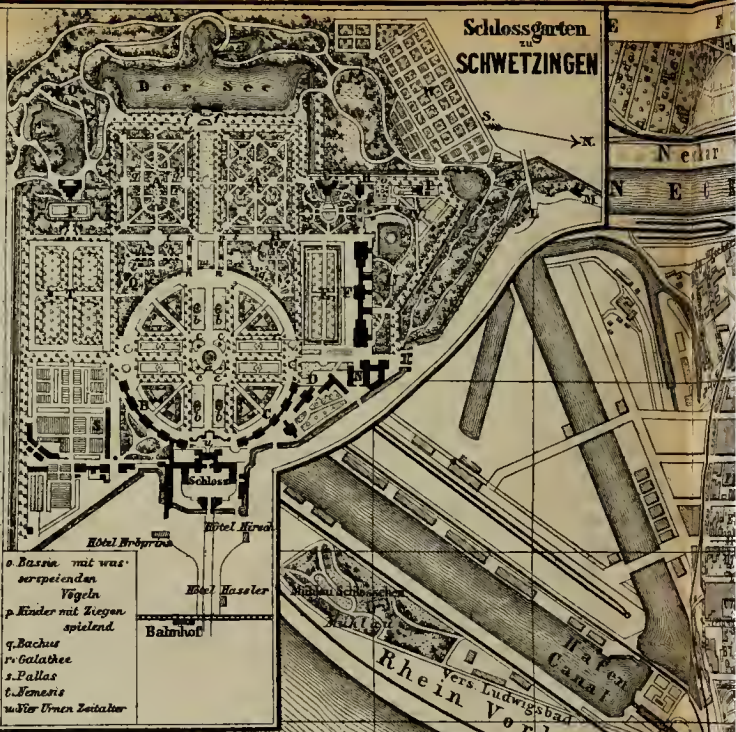 Schlossgarten
zu
SCHWETZINGEN
Der See
S.
N.
A
H
P
M
L
Neckar
NECK
T
F
B
C
D
N
Schloss
Hôtel Erbprinz
Hôtel Hirsch
Hôtel Hassler
Bahnhof
o. Bassin mit was-
serspeienden
Vögeln
p. Kinder mit Ziegen
spielend
q. Bachus
r. Galathee
s. Pallas
t. Nemesis
u. Vier Urnen Zeitalter
Mühlau Schlösschen
Mühlau
Hafen
Canal
Vers. Ludwigsbad
Rhein Vorl